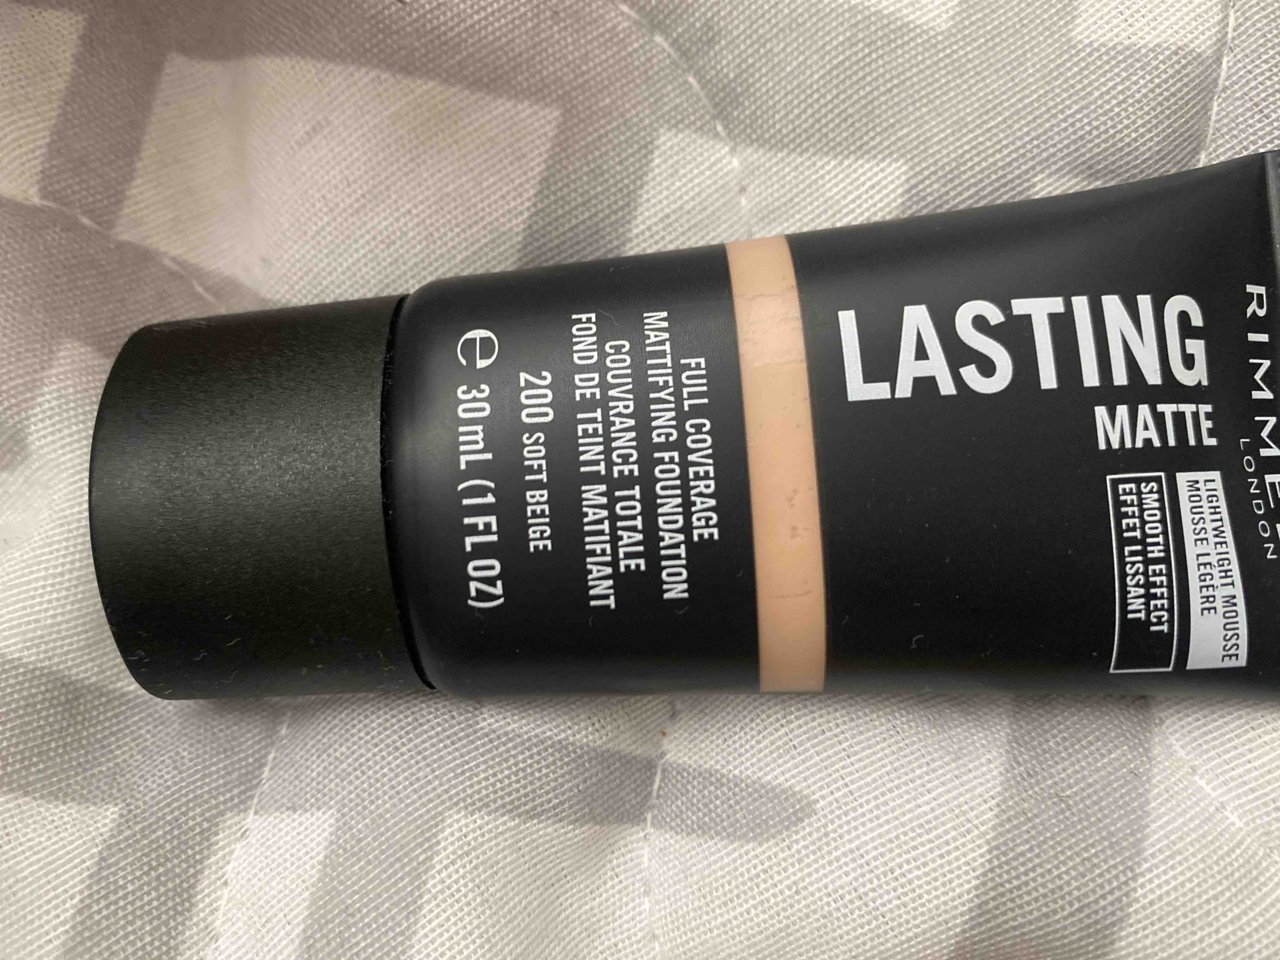 RIMME
LONDON
LASTING
MATTE
LIGHTWEIGHT MOUSSE
MOUSSE LÉGÈRE
SMOOTH EFFECT
EFFET LISSANT
FULL COVERAGE
MATTIFYING FOUNDATION
COUVRANCE TOTALE
FOND DE TEINT MATIFIANT
200 SOFT BEIGE
e 30 mL (1 FL OZ)